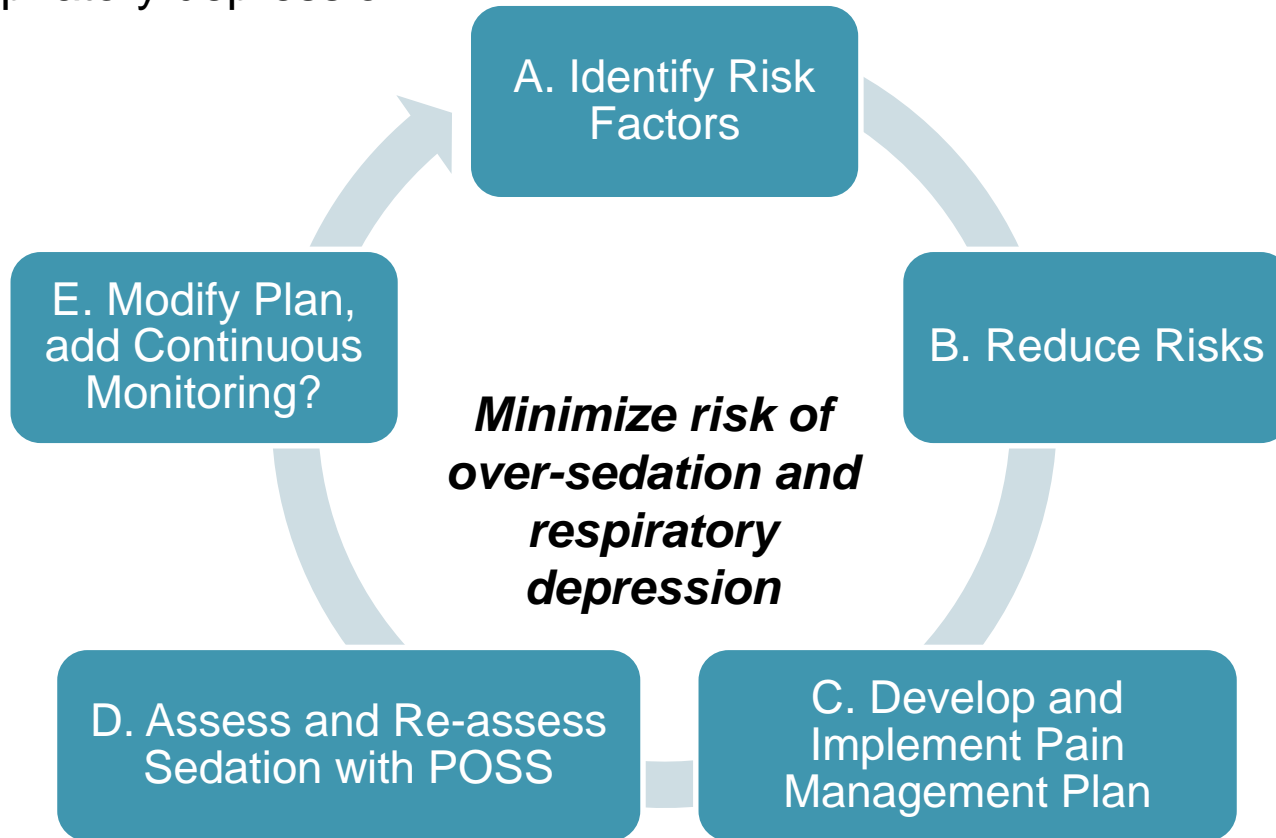 A. Identify Risk
Factors
B. Reduce Risks
C. Develop and
Implement Pain
Management Plan
D. Assess and Re-assess
Sedation with POSS
E. Modify Plan,
add Continuous
Monitoring?
Minimize risk of
over-sedation and
respiratory
depression